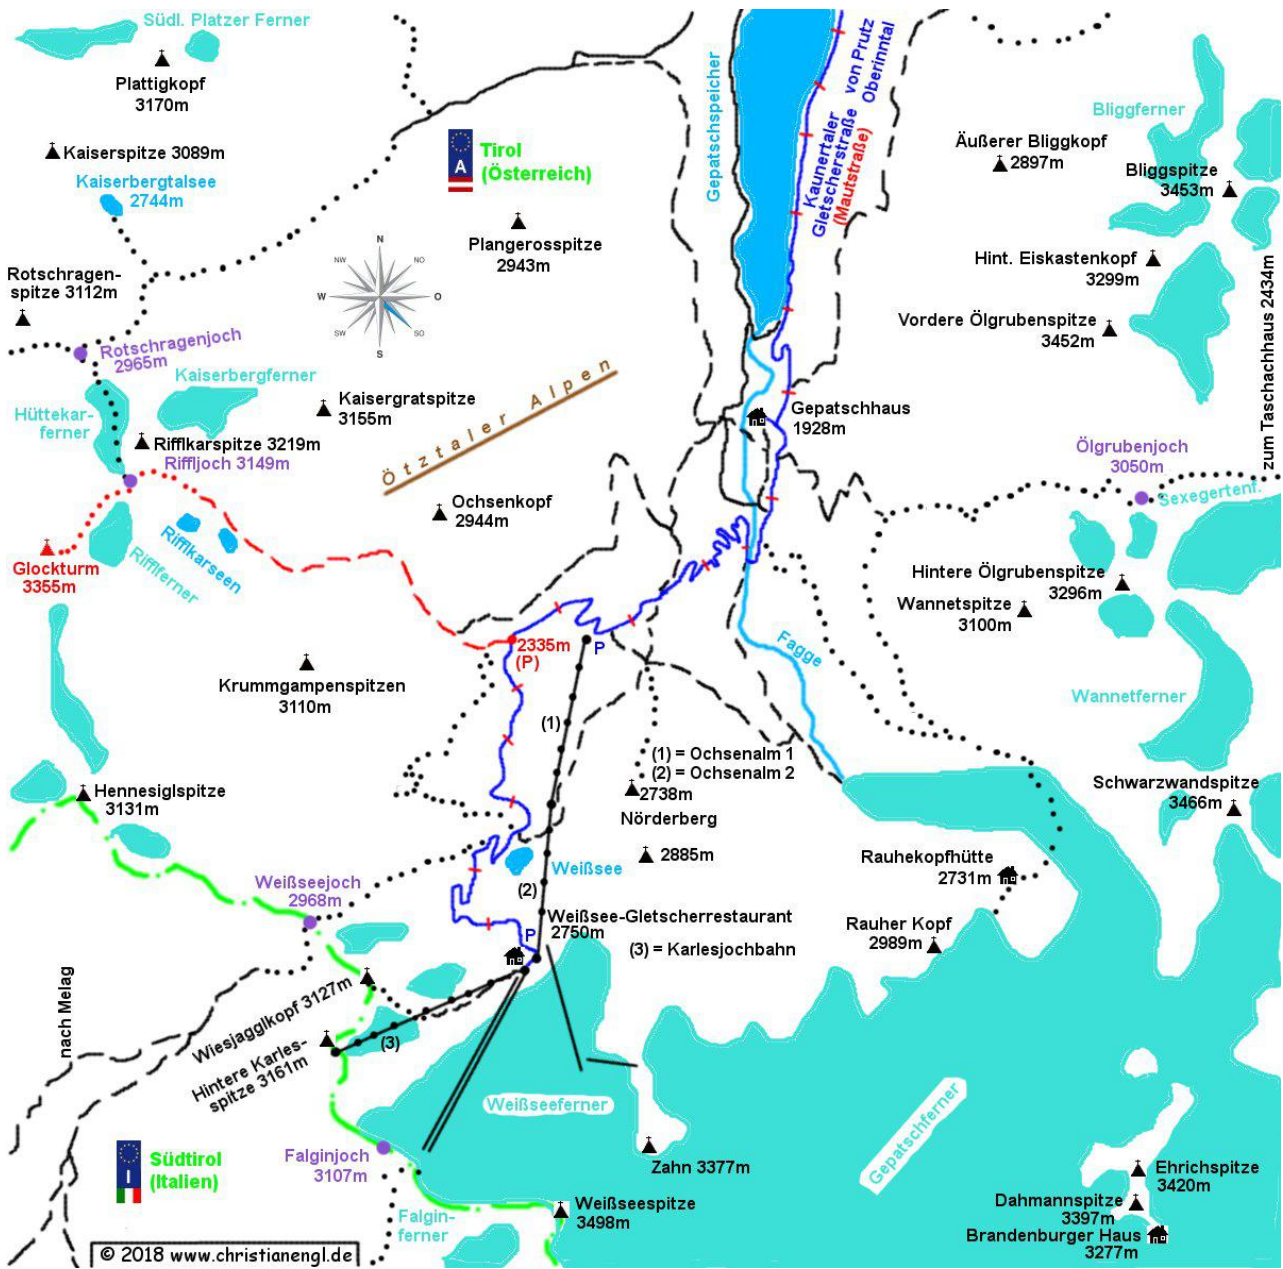 Südl. Platzer Ferner
Plattigkopf
3170m
Kaiserspitze 3089m
Kaiserbergtalsee
2744m
A
Tirol
(Österreich)
Plangerosspitze
2943m
Gepatschspeicher
Kaunertaler
Gletscherstraße
(Mautstraße)
von Prutz
Oberinntal
Bliggferner
Äußerer Bliggkopf
2897m
Bliggspitze
3453m
Hint. Eiskastenkopf
3299m
Vordere Ölgrubenspitze
3452m
zum Taschachhaus 2434m
N
NW
NO
W
O
SW
SO
S
Rotschragen-
spitze 3112m
Rotschragenjoch
2965m
Kaiserbergferner
Hüttekar-
ferner
Kaisergratspitze
3155m
Ötztaler Alpen
Rifflkarspitze 3219m
Riffljoch 3149m
Gepatschhaus
1928m
Ölgrubenjoch
3050m
Sexegertenf.
Ochsenkopf
2944m
Rifflkarseen
Rifflferner
Glockturm
3355m
Hintere Ölgrubenspitze
3296m
Wannetspitze
3100m
2335m
(P)
P
Fagge
Krummgampenspitzen
3110m
Wannetferner
(1)
(1) = Ochsenalm 1
(2) = Ochsenalm 2
2738m
Nörderberg
Hennesiglspitze
3131m
Schwarzwandspitze
3466m
2885m
Weißsee
Rauhekopfhütte
2731m
Weißseejoch
2968m
(2)
Weißsee-Gletscherrestaurant
2750m
P
(3) = Karlesjochbahn
Rauher Kopf
2989m
nach Melag
Wiesjagglkopf 3127m
Hintere Karles-
spitze 3161m
(3)
Weißseeferner
Gepatschferner
I
Südtirol
(Italien)
Falginjoch
3107m
Zahn 3377m
Ehrichspitze
3420m
Dahmannspitze
3397m
Brandenburger Haus
3277m
Weißseespitze
3498m
Falgin-
ferner
© 2018 www.christianengl.de